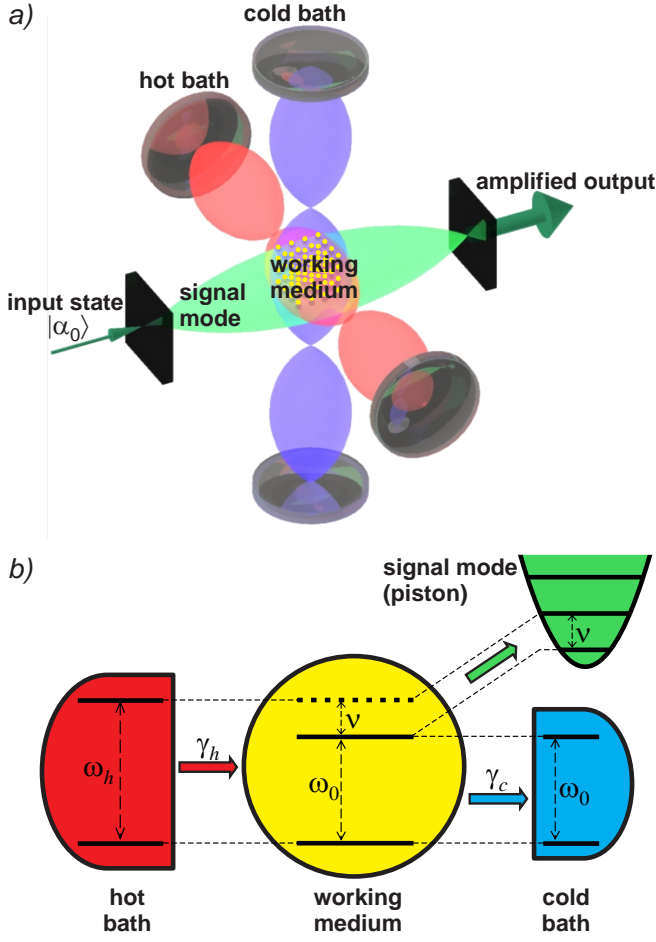 a)
cold bath
hot bath
amplified output
working
medium
signal
mode
input state
|α₀⟩
b)
signal mode
(piston)
ν
ν
γₕ
ωₕ
ω₀
γ_c
ω₀
hot
bath
working
medium
cold
bath